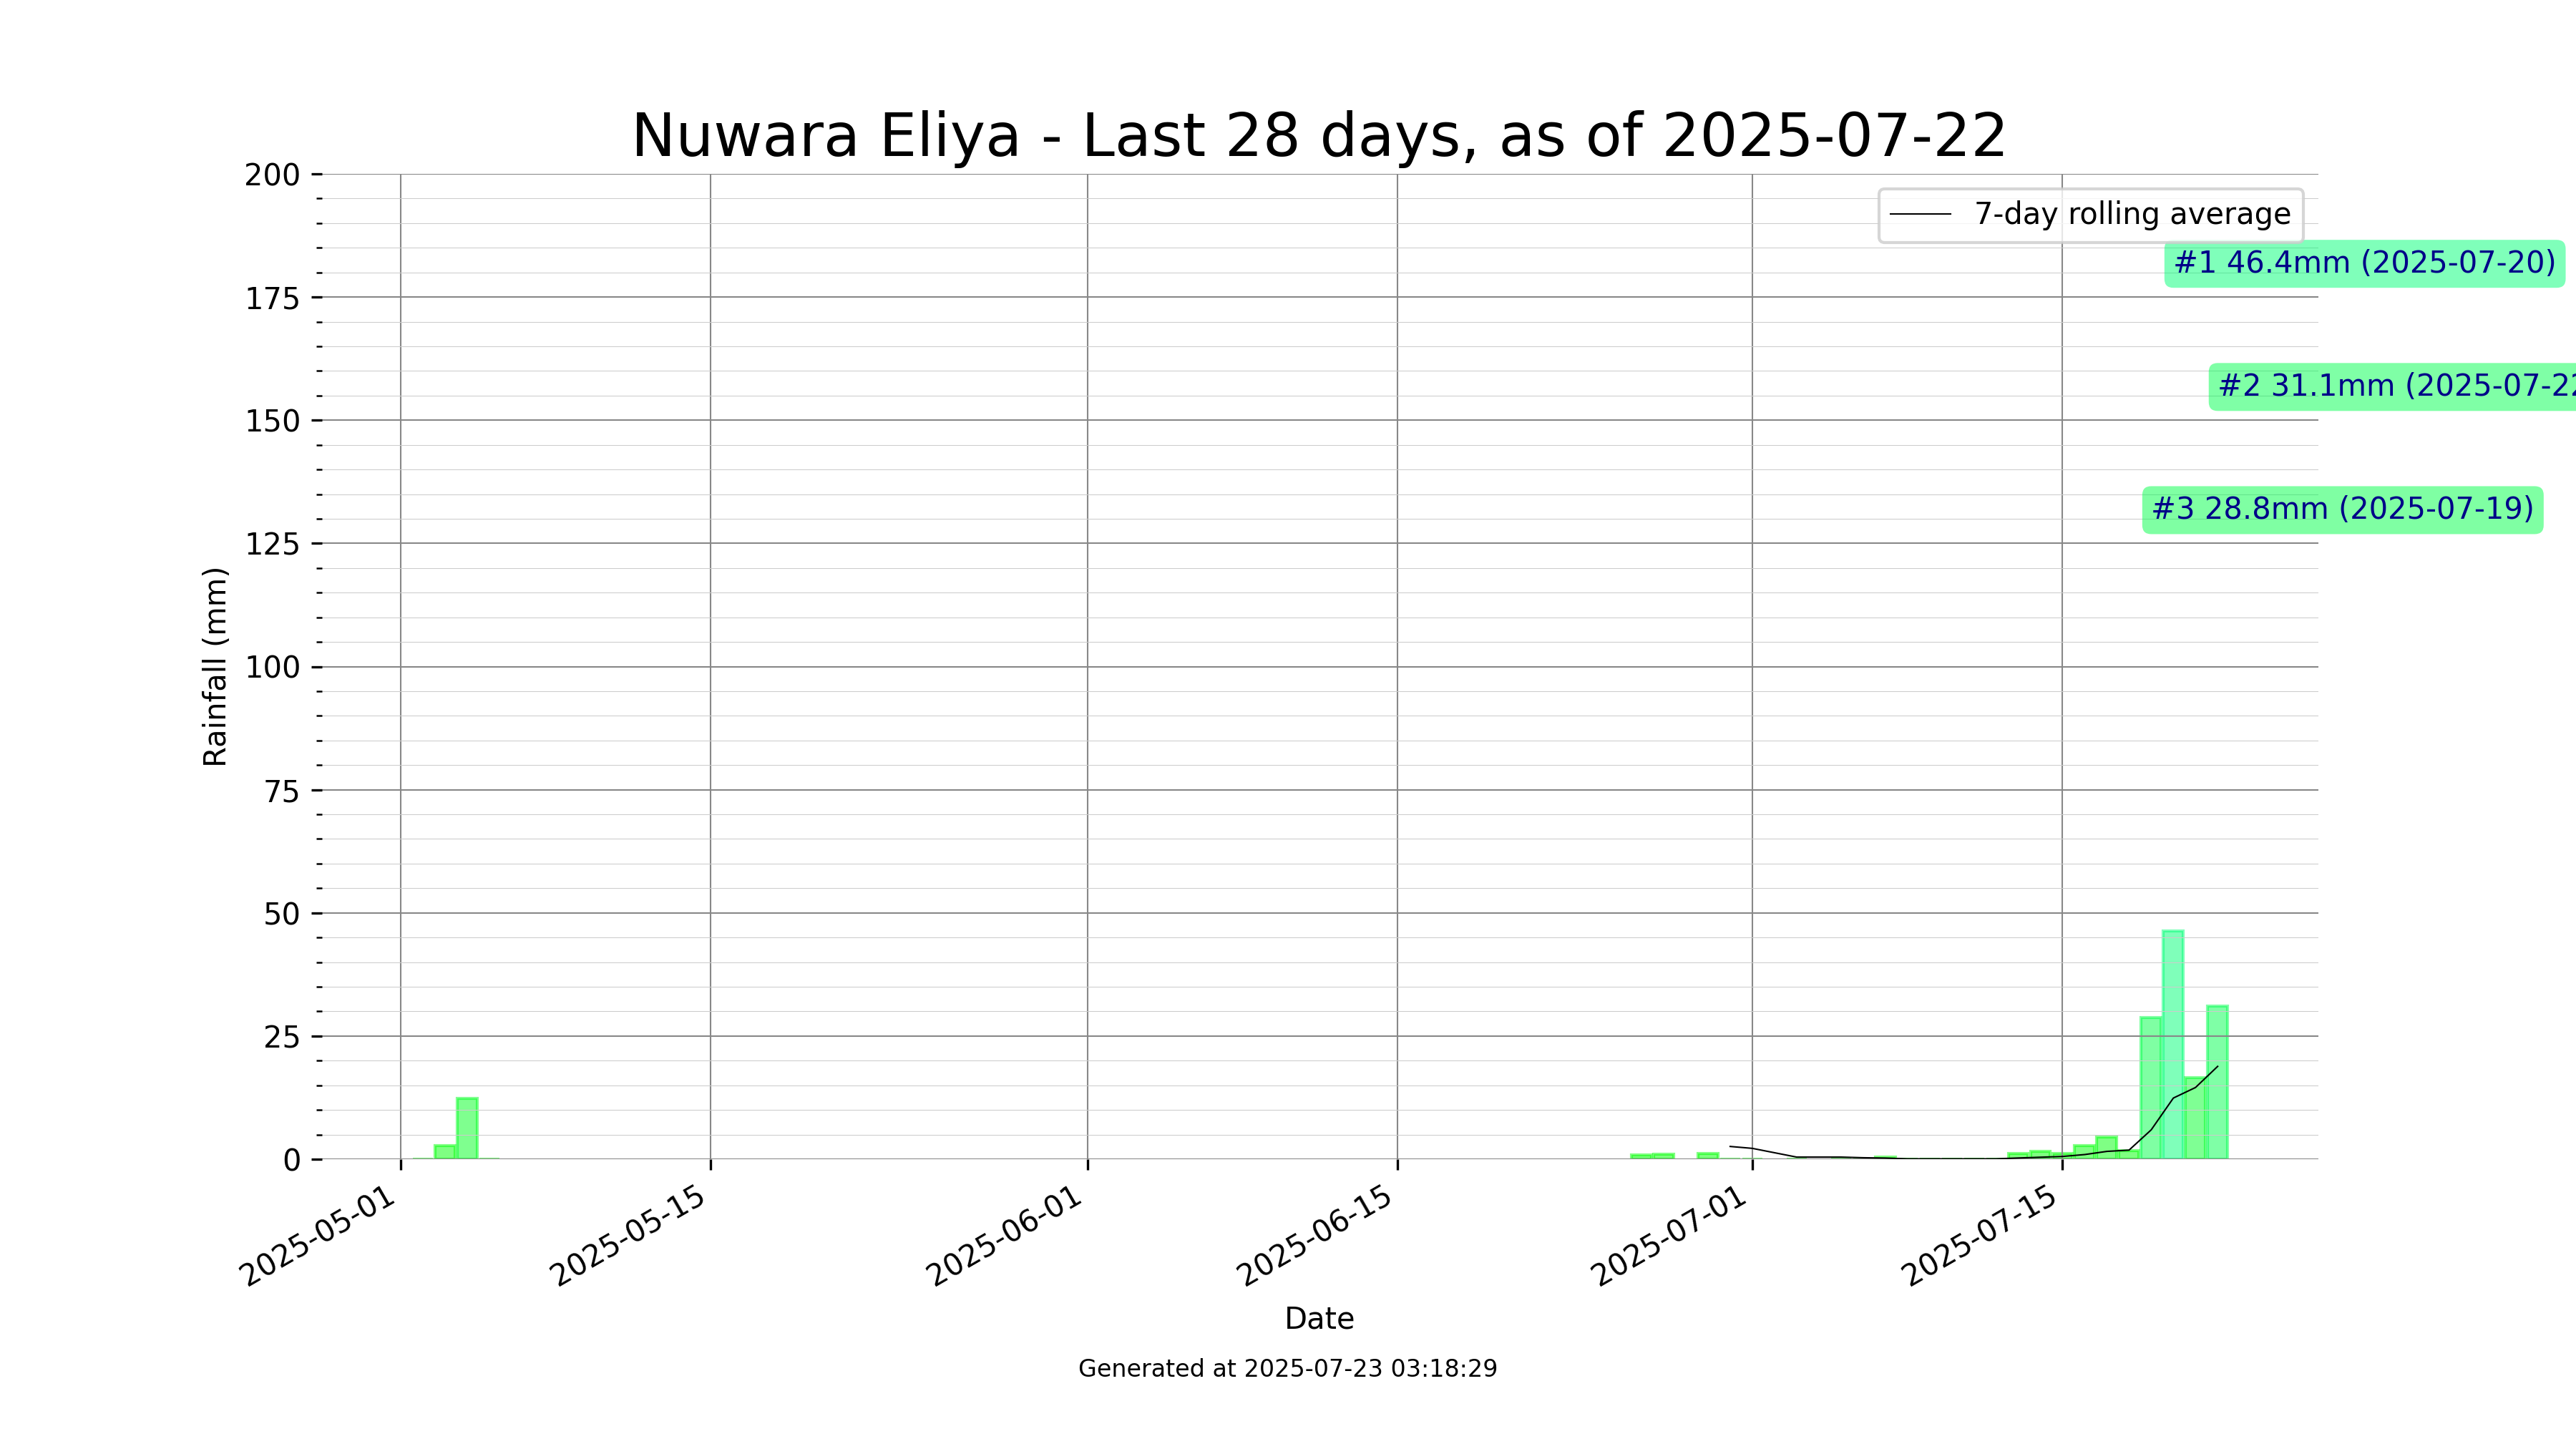 Nuwara Eliya - Last 28 days, as of 2025-07-22
7-day rolling average
#1 46.4mm (2025-07-20)
#2 31.1mm (2025-07-22
#3 28.8mm (2025-07-19)
Rainfall (mm)
200
175
150
125
100
75
50
25
0
2025-05-01
2025-05-15
2025-06-01
2025-06-15
2025-07-01
2025-07-15
Date
Generated at 2025-07-23 03:18:29